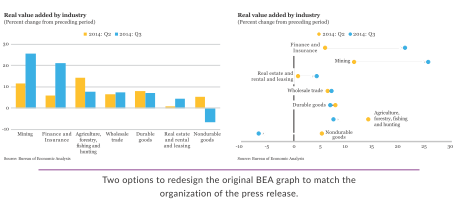 Real value added by industry
(Percent change from preceding period)
2014: Q2 2014: Q3
30
20
10
0
-10
Mining
Finance and
Insurance
Agriculture,
forestry,
fishing and
hunting
Wholesale
trade
Durable
goods
Real estate
and rental
and leasing
Nondurable
goods
Source: Bureau of Economic Analysis
Real value added by industry
(Percent change from preceding period)
2014: Q2 2014: Q3
Finance and
Insurance
Mining
Real estate and
rental and leasing
Wholesale trade
Durable goods
Agriculture,
forestry, fishing
and hunting
Nondurable
goods
-10 -5 0 5 10 15 20 25 30
Source: Bureau of Economic Analysis
Two options to redesign the original BEA graph to match the
organization of the press release.